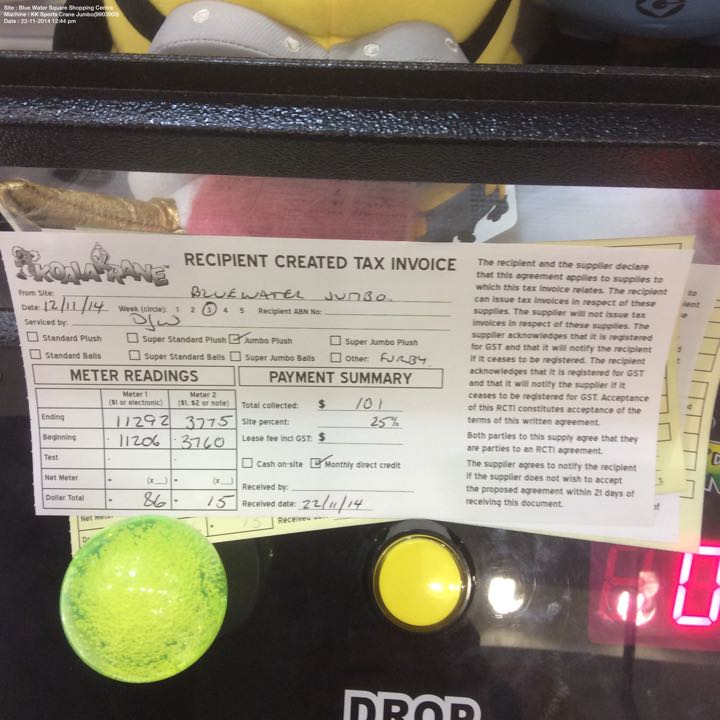 Site : Blue Water Square Shopping Centre
Machine : KK Sports Crane Jumbo(9903900)
Date : 22-11-2014 12:44 pm
KOALA KRANE™
RECIPIENT CREATED TAX INVOICE
From Site: BLUEWATER JUMBO
Date: 12/11/14 Week (circle): 1 2 3 4 5 Recipient ABN No:
Serviced by: DJW
Standard Plush Super Standard Plush Jumbo Plush Super Jumbo Plush
Standard Balls Super Standard Balls Super Jumbo Balls Other: FURBY
METER READINGS
Meter 1 ($1 or electronic) Meter 2 ($1, $2 or note)
Ending 11292 3775
Beginning - 11206 - 3760
Test - -
Net Meter = (x__) = (x__)
Dollar Total = 86 = 15
PAYMENT SUMMARY
Total collected: $ 101
Site percent: 25%
Lease fee incl GST: $
Cash on-site Monthly direct credit
Received by:
Received date: 22/11/14
The recipient and the supplier declare
that this agreement applies to supplies to
which this tax invoice relates. The recipient
can issue tax invoices in respect of these
supplies. The supplier will not issue tax
invoices in respect of these supplies. The
supplier acknowledges that it is registered
for GST and that it will notify the recipient
if it ceases to be registered. The recipient
acknowledges that it is registered for GST
and that it will notify the supplier if it
ceases to be registered for GST. Acceptance
of this RCTI constitutes acceptance of the
terms of this written agreement.
Both parties to this supply agree that they
are parties to an RCTI agreement.
The supplier agrees to notify the recipient
if the supplier does not wish to accept
the proposed agreement within 21 days of
receiving this document.
15
0
DROP